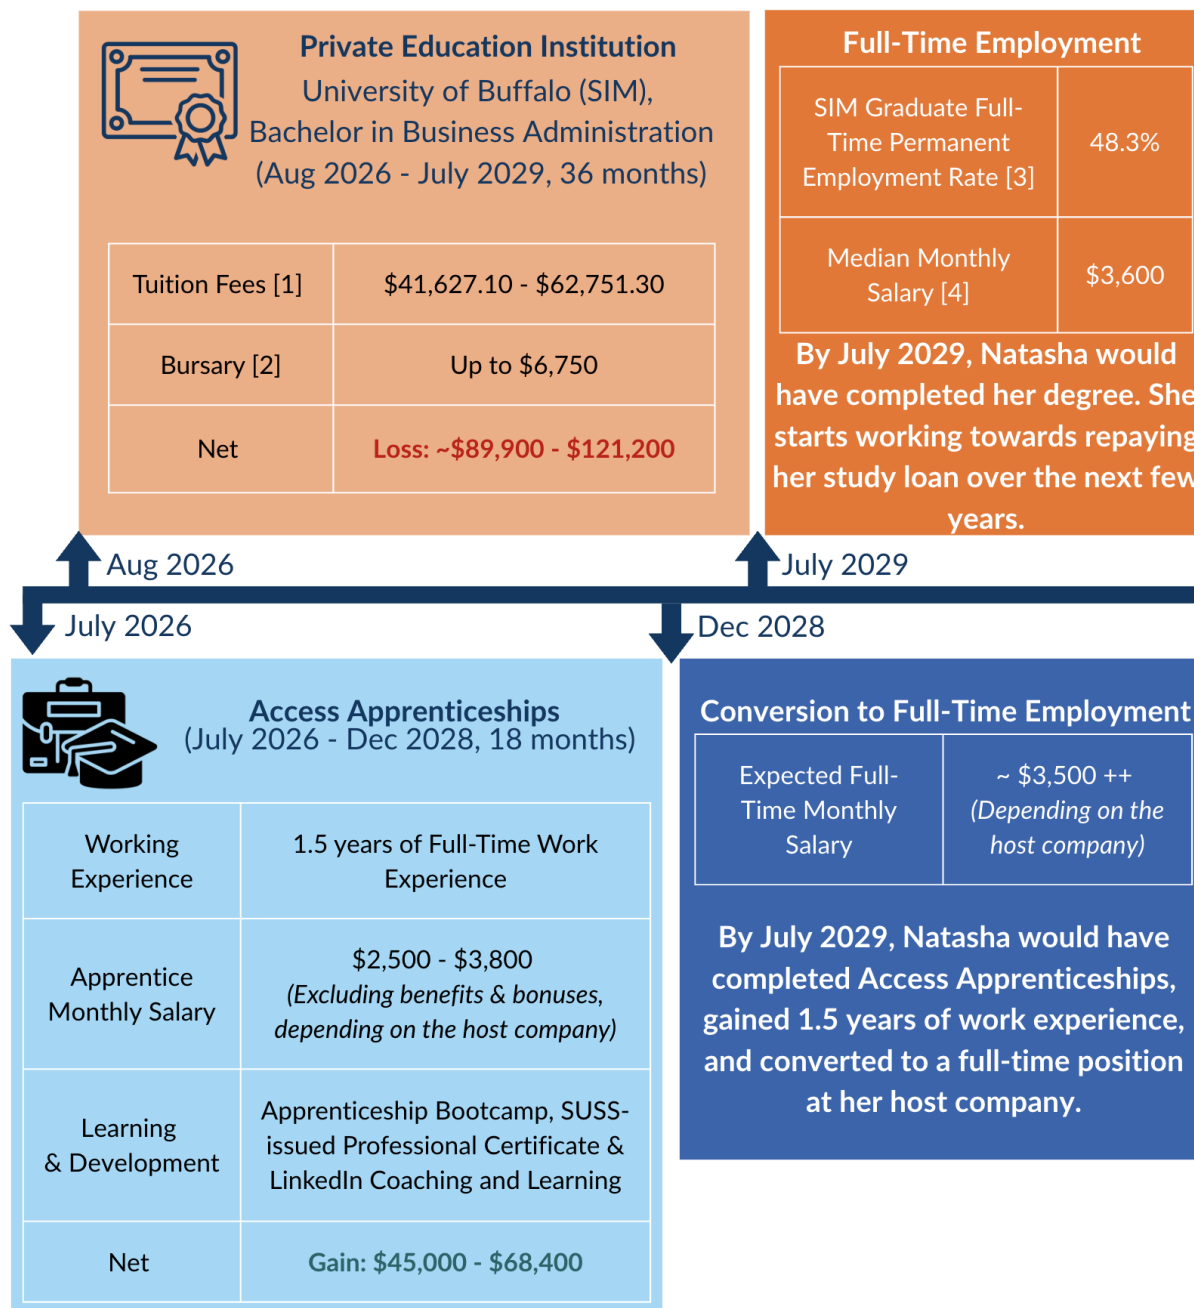 Private Education Institution
University of Buffalo (SIM),
Bachelor in Business Administration
(Aug 2026 - July 2029, 36 months)
Tuition Fees [1]
$41,627.10 - $62,751.30
Bursary [2]
Up to $6,750
Net
Loss: ~$89,900 - $121,200
Full-Time Employment
SIM Graduate Full-
Time Permanent
Employment Rate [3]
48.3%
Median Monthly
Salary [4]
$3,600
By July 2029, Natasha would
have completed her degree. She
starts working towards repaying
her study loan over the next few
years.
Aug 2026
July 2029
July 2026
Dec 2028
Access Apprenticeships
(July 2026 - Dec 2028, 18 months)
Working
Experience
1.5 years of Full-Time Work
Experience
Apprentice
Monthly Salary
$2,500 - $3,800
(Excluding benefits & bonuses,
depending on the host company)
Learning
& Development
Apprenticeship Bootcamp, SUSS-
issued Professional Certificate &
LinkedIn Coaching and Learning
Net
Gain: $45,000 - $68,400
Conversion to Full-Time Employment
Expected Full-
Time Monthly
Salary
~ $3,500 ++
(Depending on the
host company)
By July 2029, Natasha would have
completed Access Apprenticeships,
gained 1.5 years of work experience,
and converted to a full-time position
at her host company.